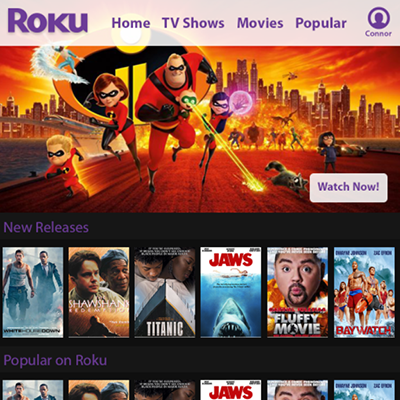 ROKU Home TV Shows Movies Popular
Connor
Watch Now!
New Releases
WHITE HOUSE DOWN
SHAWSHANK
REDEMPTION
TITANIC
JAWS
FLUFFY
MOVIE
DWAYNE JOHNSON ZAC EFRON
BAYWATCH
Popular on Roku
JAWS
DWAYNE JOHNSON ZAC EFRON